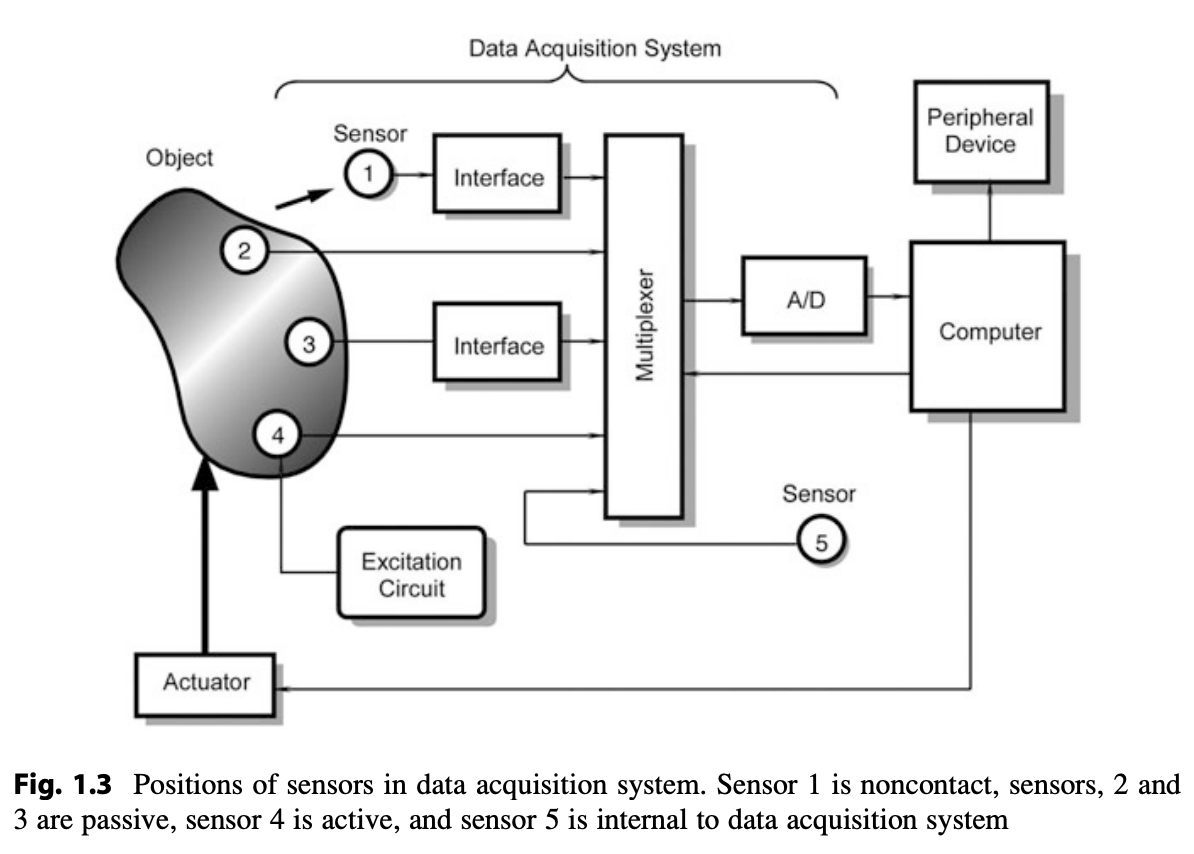 Data Acquisition System
Peripheral
Device
Sensor
Object
1
Interface
2
Multiplexer
A/D
3
Interface
Computer
4
Sensor
5
Excitation
Circuit
Actuator
Fig. 1.3 Positions of sensors in data acquisition system. Sensor 1 is noncontact, sensors, 2 and
3 are passive, sensor 4 is active, and sensor 5 is internal to data acquisition system